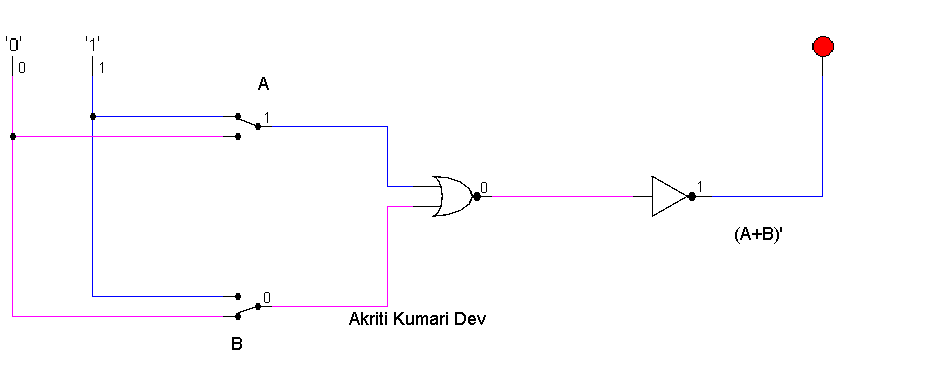 '0' '1'
0 1
A
1
0 1
(A+B)'
0
Akriti Kumari Dev
B